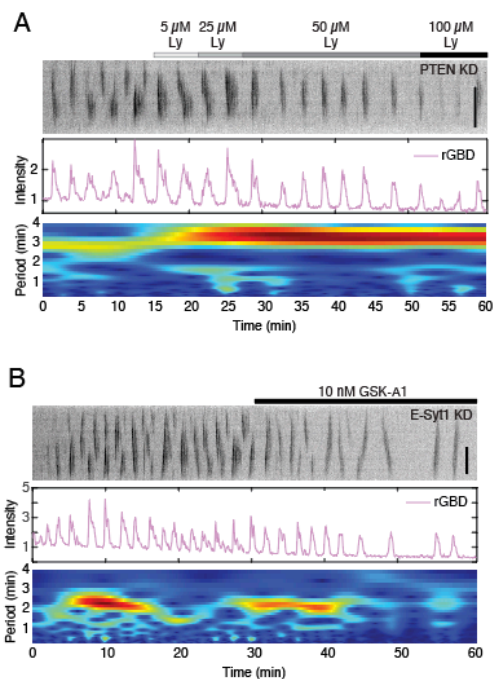 A
5 µM 25 µM 50 µM 100 µM
Ly Ly Ly Ly
PTEN KD
Intensity
2
1
rGBD
Period (min)
4
3
2
1
0 5 10 15 20 25 30 35 40 45 50 55 60
Time (min)
B
10 nM GSK-A1
E-Syt1 KD
Intensity
5
3
1
rGBD
Period (min)
4
3
2
1
0 10 20 30 40 50 60
Time (min)